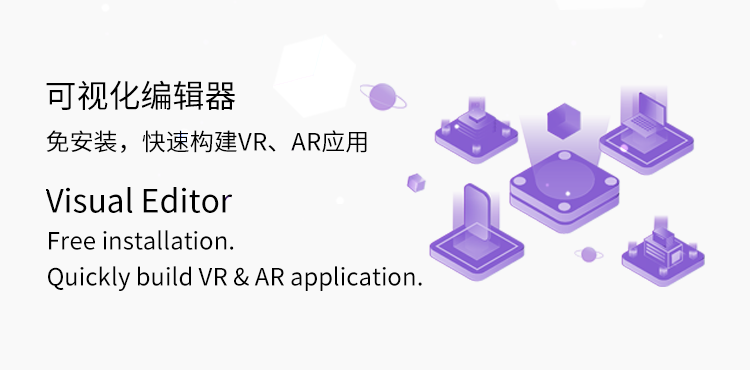 可视化编辑器
免安装，快速构建VR、AR应用
Visual Editor
Free installation.
Quickly build VR & AR application.